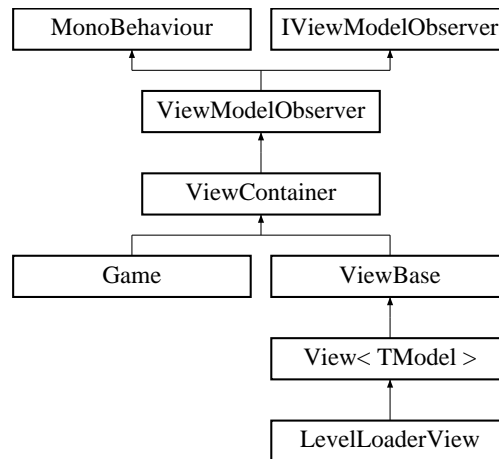 MonoBehaviour
IViewModelObserver
ViewModelObserver
ViewContainer
Game
ViewBase
View< TModel >
LevelLoaderView